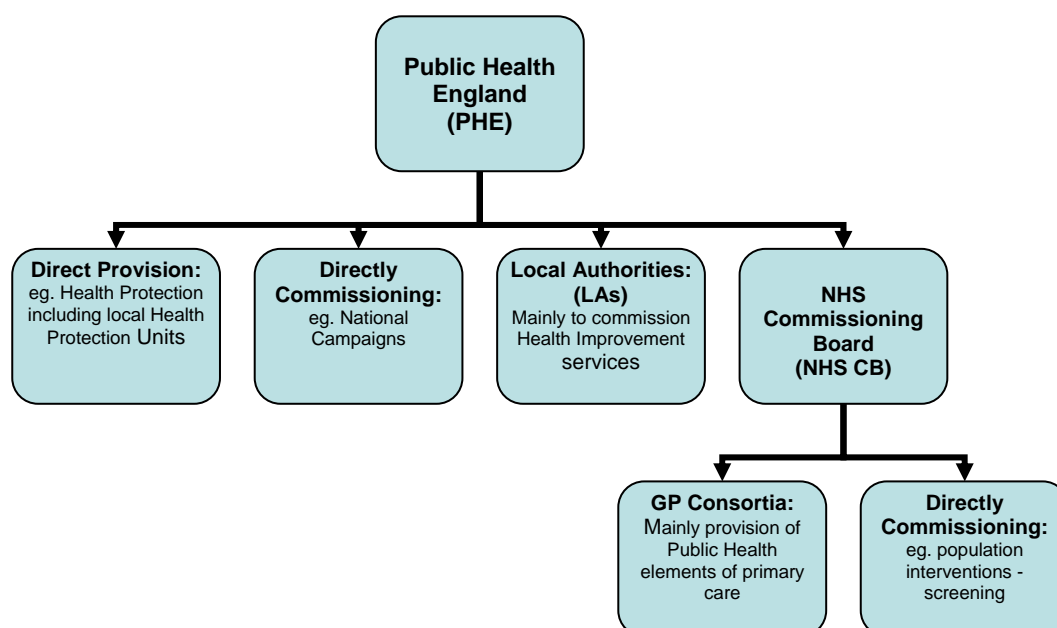 Public Health
England
(PHE)
Direct Provision:
eg. Health Protection
including local Health
Protection Units
Directly
Commissioning:
eg. National
Campaigns
Local Authorities:
(LAs)
Mainly to commission
Health Improvement
services
NHS
Commissioning
Board
(NHS CB)
GP Consortia:
Mainly provision of
Public Health
elements of primary
care
Directly
Commissioning:
eg. population
interventions -
screening